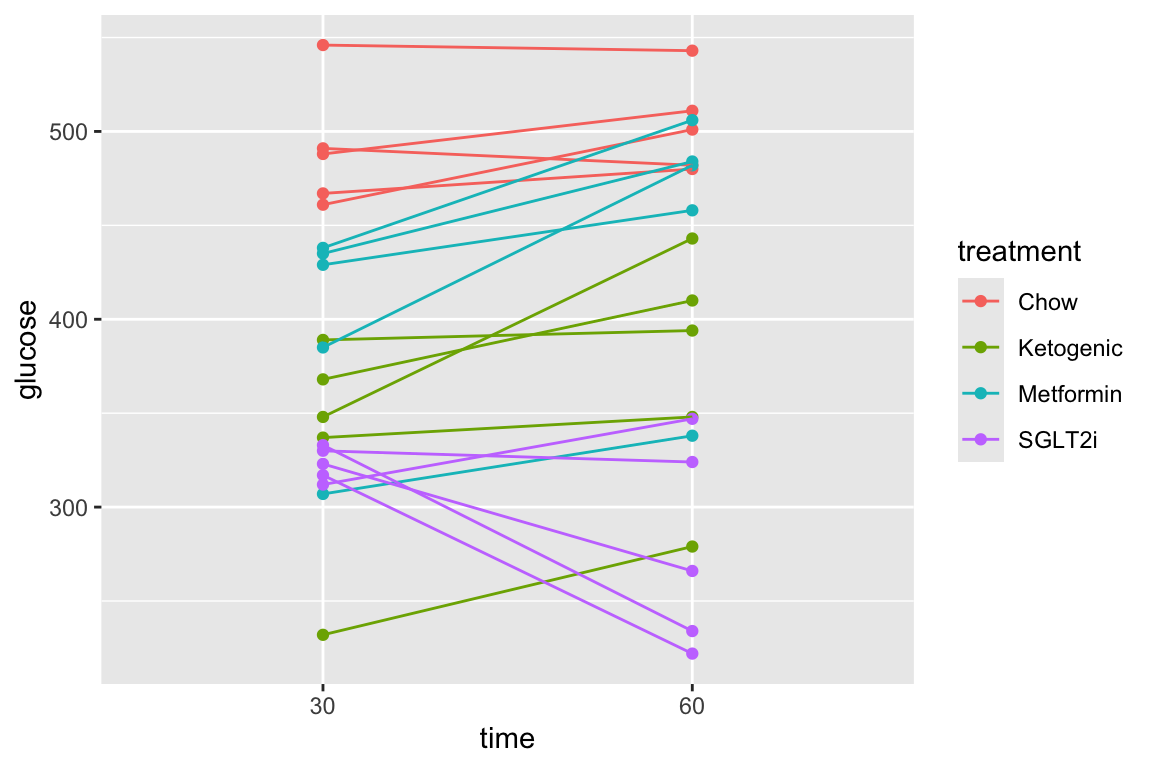 500
400
300
glucose
30
60
time
treatment
Chow
Ketogenic
Metformin
SGLT2i